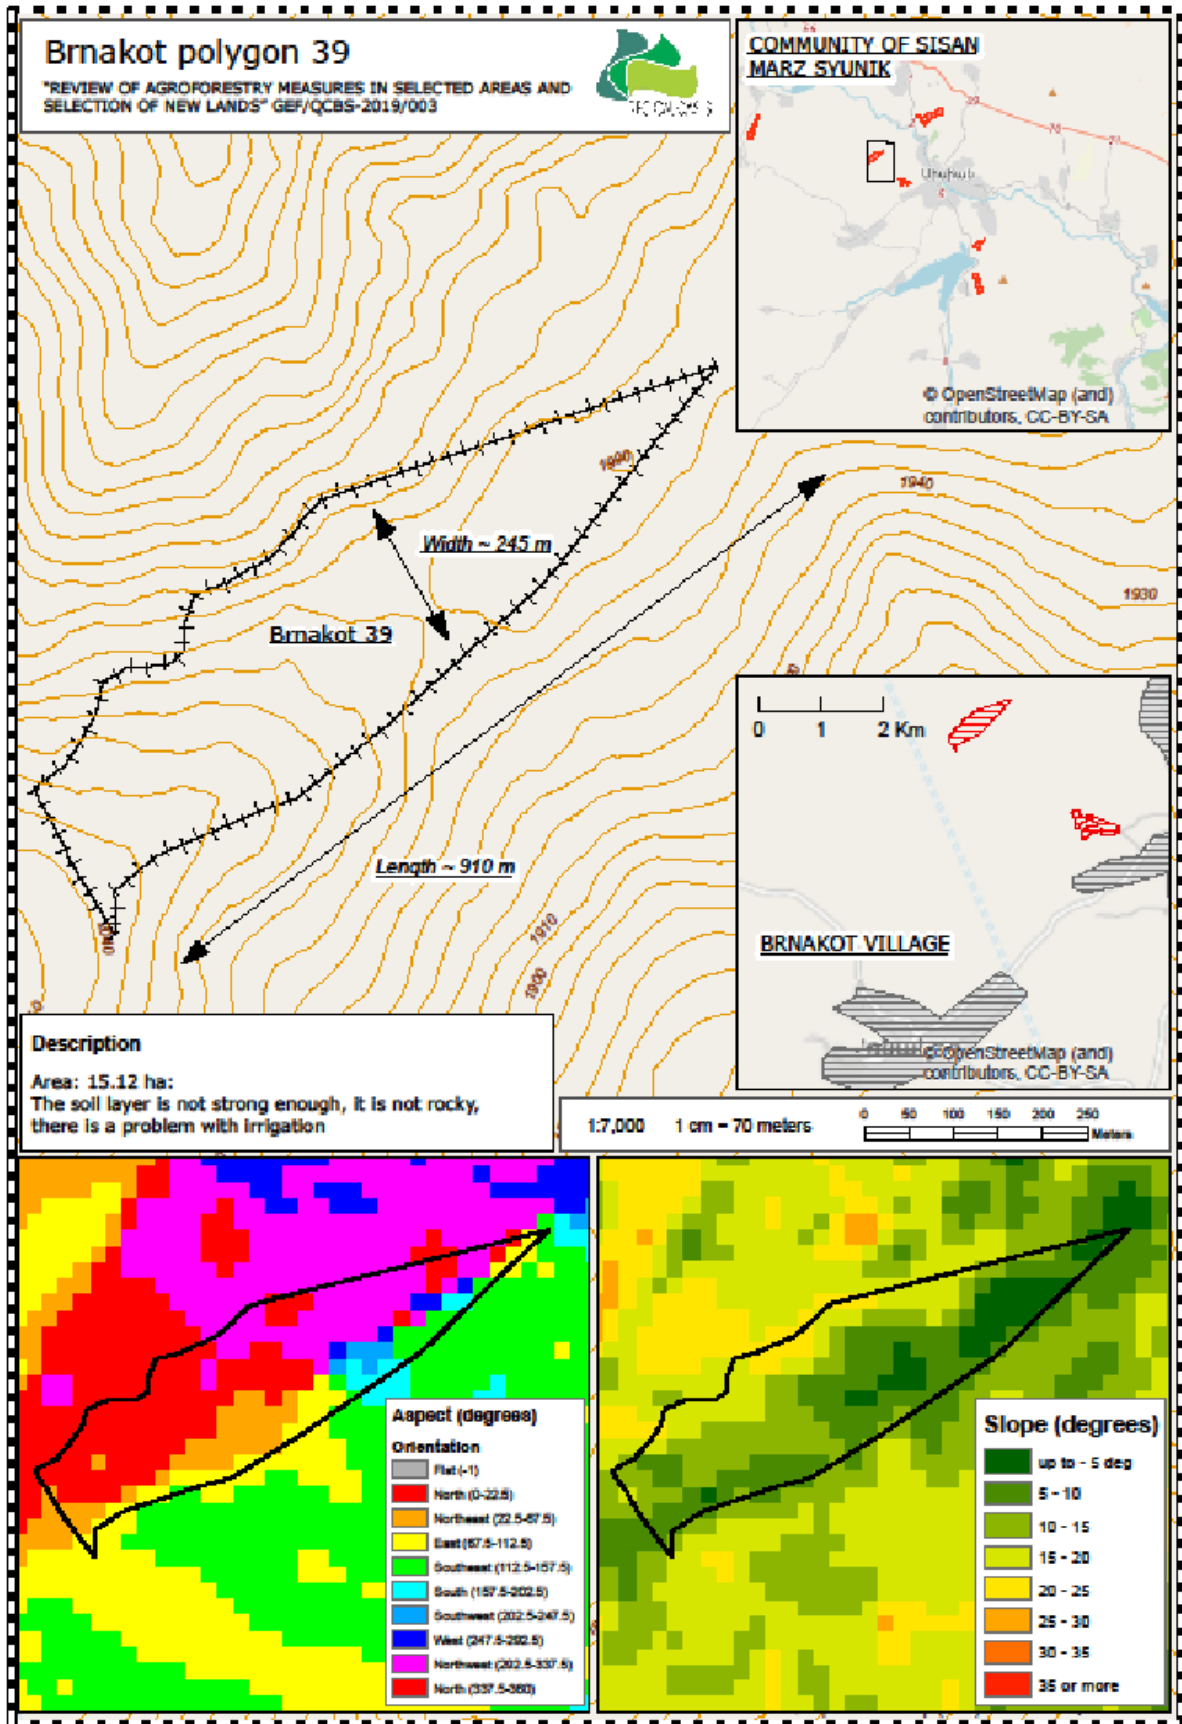 Brnakot polygon 39
"REVIEW OF AGROFORESTRY MEASURES IN SELECTED AREAS AND
SELECTION OF NEW LANDS" GEF/QCBS-2019/003
COMMUNITY OF SISAN
MARZ SYUNIK
© OpenStreetMap (and)
contributors, CC-BY-SA
1940
1930
Width ~ 245 m
Brnakot 39
Length ~ 910 m
1910
1900
0 1 2 Km
BRNAKOT VILLAGE
© OpenStreetMap (and)
contributors, CC-BY-SA
Description
Area: 15.12 ha:
The soil layer is not strong enough, it is not rocky,
there is a problem with irrigation
1:7,000 1 cm = 70 meters
0 50 100 150 200 250
Meters
Aspect (degrees)
Orientation
Flat (-1)
North (0-22.5)
Northeast (22.5-67.5)
East (67.5-112.5)
Southeast (112.5-157.5)
South (157.5-202.5)
Southwest (202.5-247.5)
West (247.5-292.5)
Northwest (292.5-337.5)
North (337.5-360)
Slope (degrees)
up to - 5 deg
5 - 10
10 - 15
15 - 20
20 - 25
25 - 30
30 - 35
35 or more